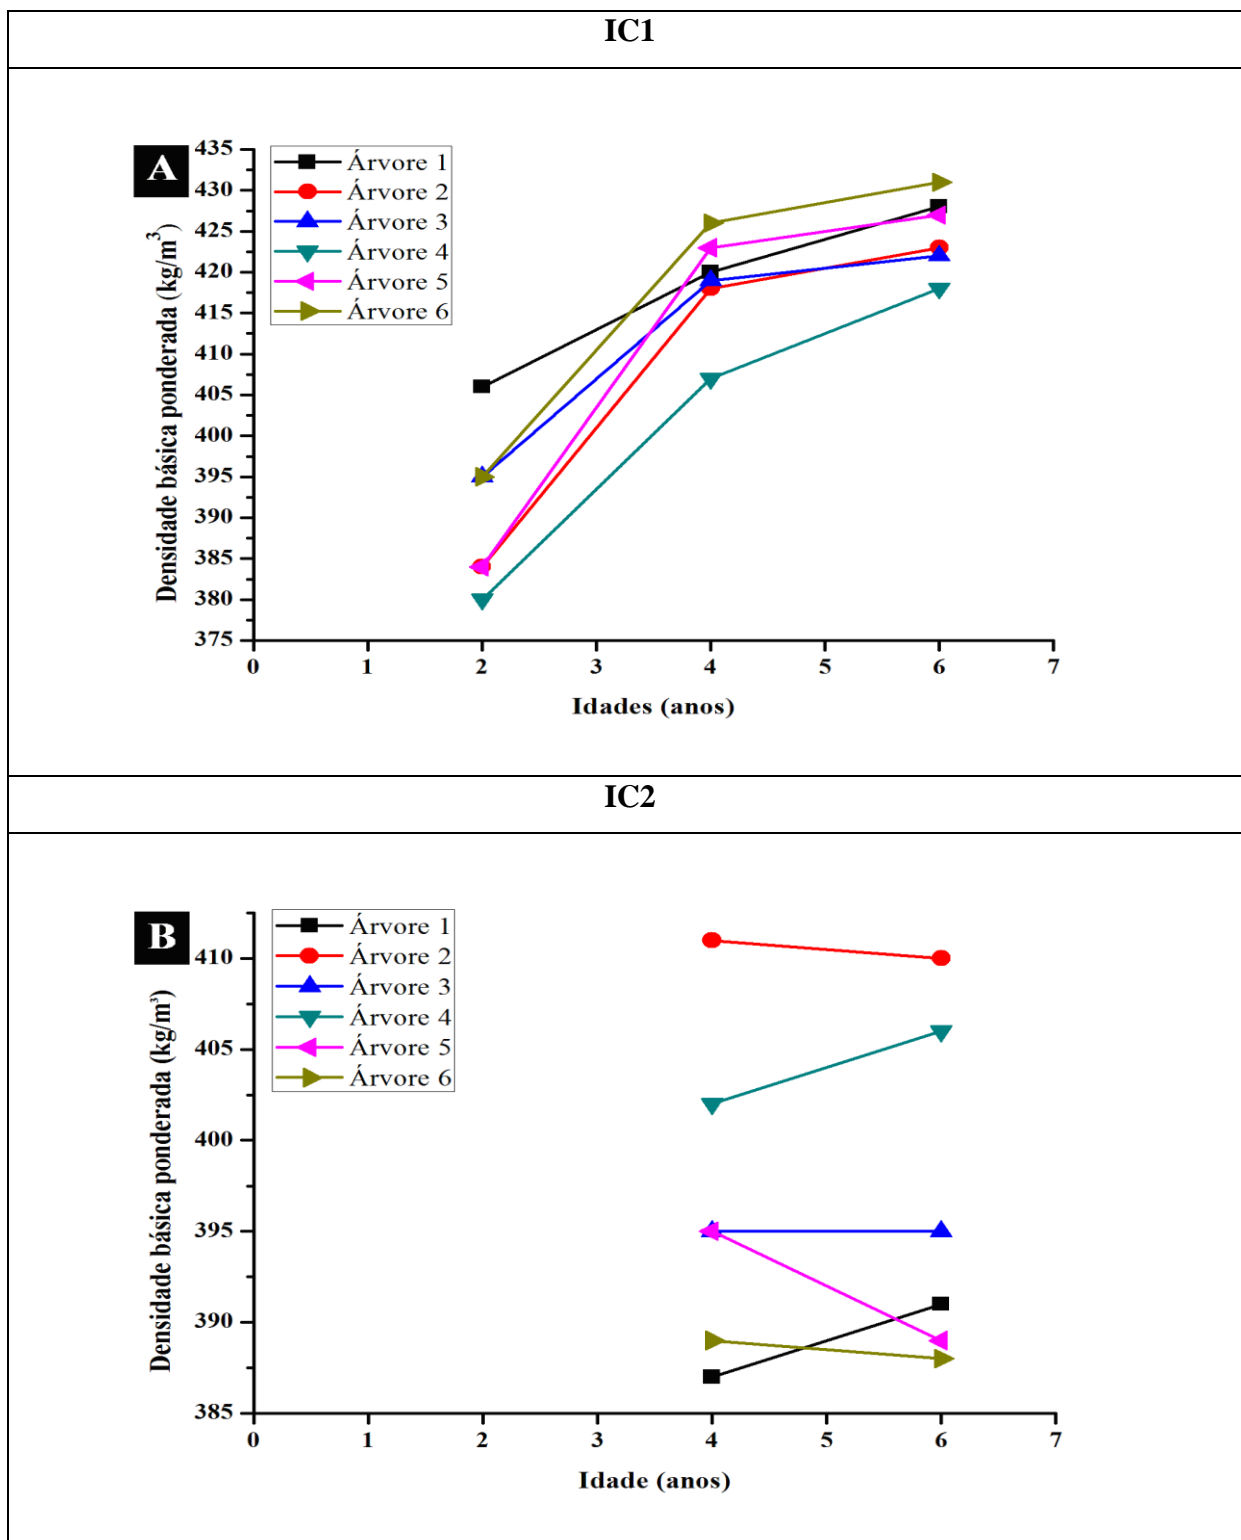 IC1
A
Árvore 1
Árvore 2
Árvore 3
Árvore 4
Árvore 5
Árvore 6
Densidade básica ponderada (kg/m³)
435
430
425
420
415
410
405
400
395
390
385
380
375
0 1 2 3 4 5 6 7
Idades (anos)
IC2
B
Árvore 1
Árvore 2
Árvore 3
Árvore 4
Árvore 5
Árvore 6
Densidade básica ponderada (kg/m³)
410
405
400
395
390
385
0 1 2 3 4 5 6 7
Idade (anos)